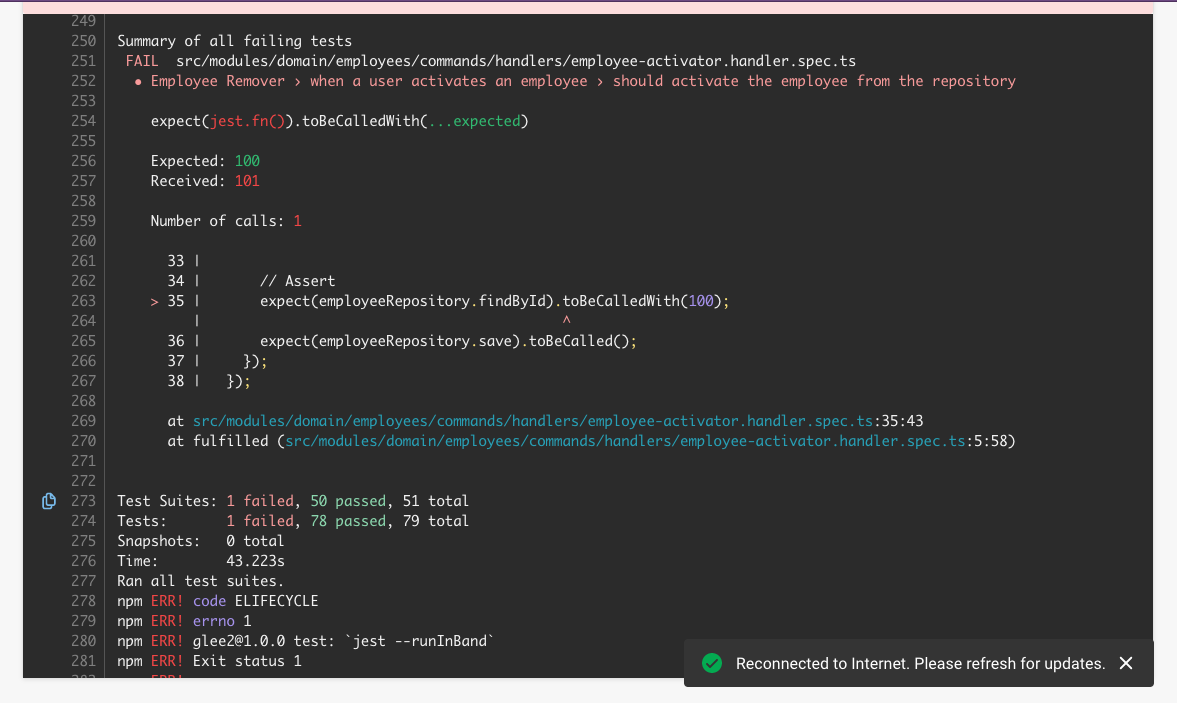 249
250 Summary of all failing tests
251 FAIL src/modules/domain/employees/commands/handlers/employee-activator.handler.spec.ts
252 • Employee Remover › when a user activates an employee › should activate the employee from the repository
253
254 expect(jest.fn()).toBeCalledWith(...expected)
255
256 Expected: 100
257 Received: 101
258
259 Number of calls: 1
260
261 33 |
262 34 | // Assert
263 > 35 | expect(employeeRepository.findById).toBeCalledWith(100);
264 | ^
265 36 | expect(employeeRepository.save).toBeCalled();
266 37 | });
267 38 | });
268
269 at src/modules/domain/employees/commands/handlers/employee-activator.handler.spec.ts:35:43
270 at fulfilled (src/modules/domain/employees/commands/handlers/employee-activator.handler.spec.ts:5:58)
271
272
273 Test Suites: 1 failed, 50 passed, 51 total
274 Tests: 1 failed, 78 passed, 79 total
275 Snapshots: 0 total
276 Time: 43.223s
277 Ran all test suites.
278 npm ERR! code ELIFECYCLE
279 npm ERR! errno 1
280 npm ERR! glee2@1.0.0 test: `jest --runInBand`
281 npm ERR! Exit status 1
Reconnected to Internet. Please refresh for updates.